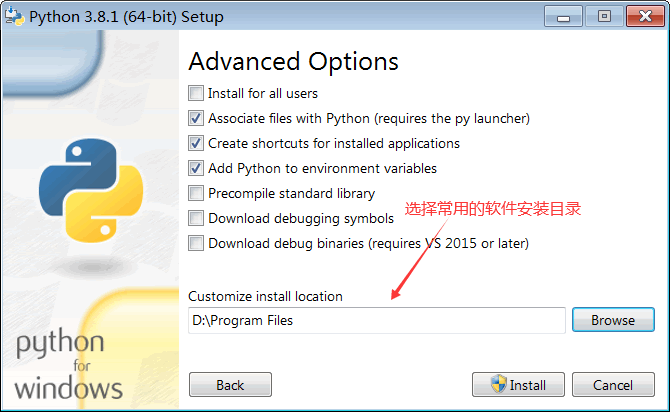 Python 3.8.1 (64-bit) Setup
Advanced Options
Install for all users
Associate files with Python (requires the py launcher)
Create shortcuts for installed applications
Add Python to environment variables
Precompile standard library
选择常用的软件安装目录
Download debugging symbols
Download debug binaries (requires VS 2015 or later)
Customize install location
D:\Program Files
Browse
python
for
windows
Back
Install
Cancel